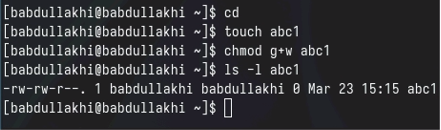 [babdullakhi@babdullakhi ~]$ cd
[babdullakhi@babdullakhi ~]$ touch abc1
[babdullakhi@babdullakhi ~]$ chmod g+w abc1
[babdullakhi@babdullakhi ~]$ ls -l abc1
-rw-rw-r--. 1 babdullakhi babdullakhi 0 Mar 23 15:15 abc1
[babdullakhi@babdullakhi ~]$